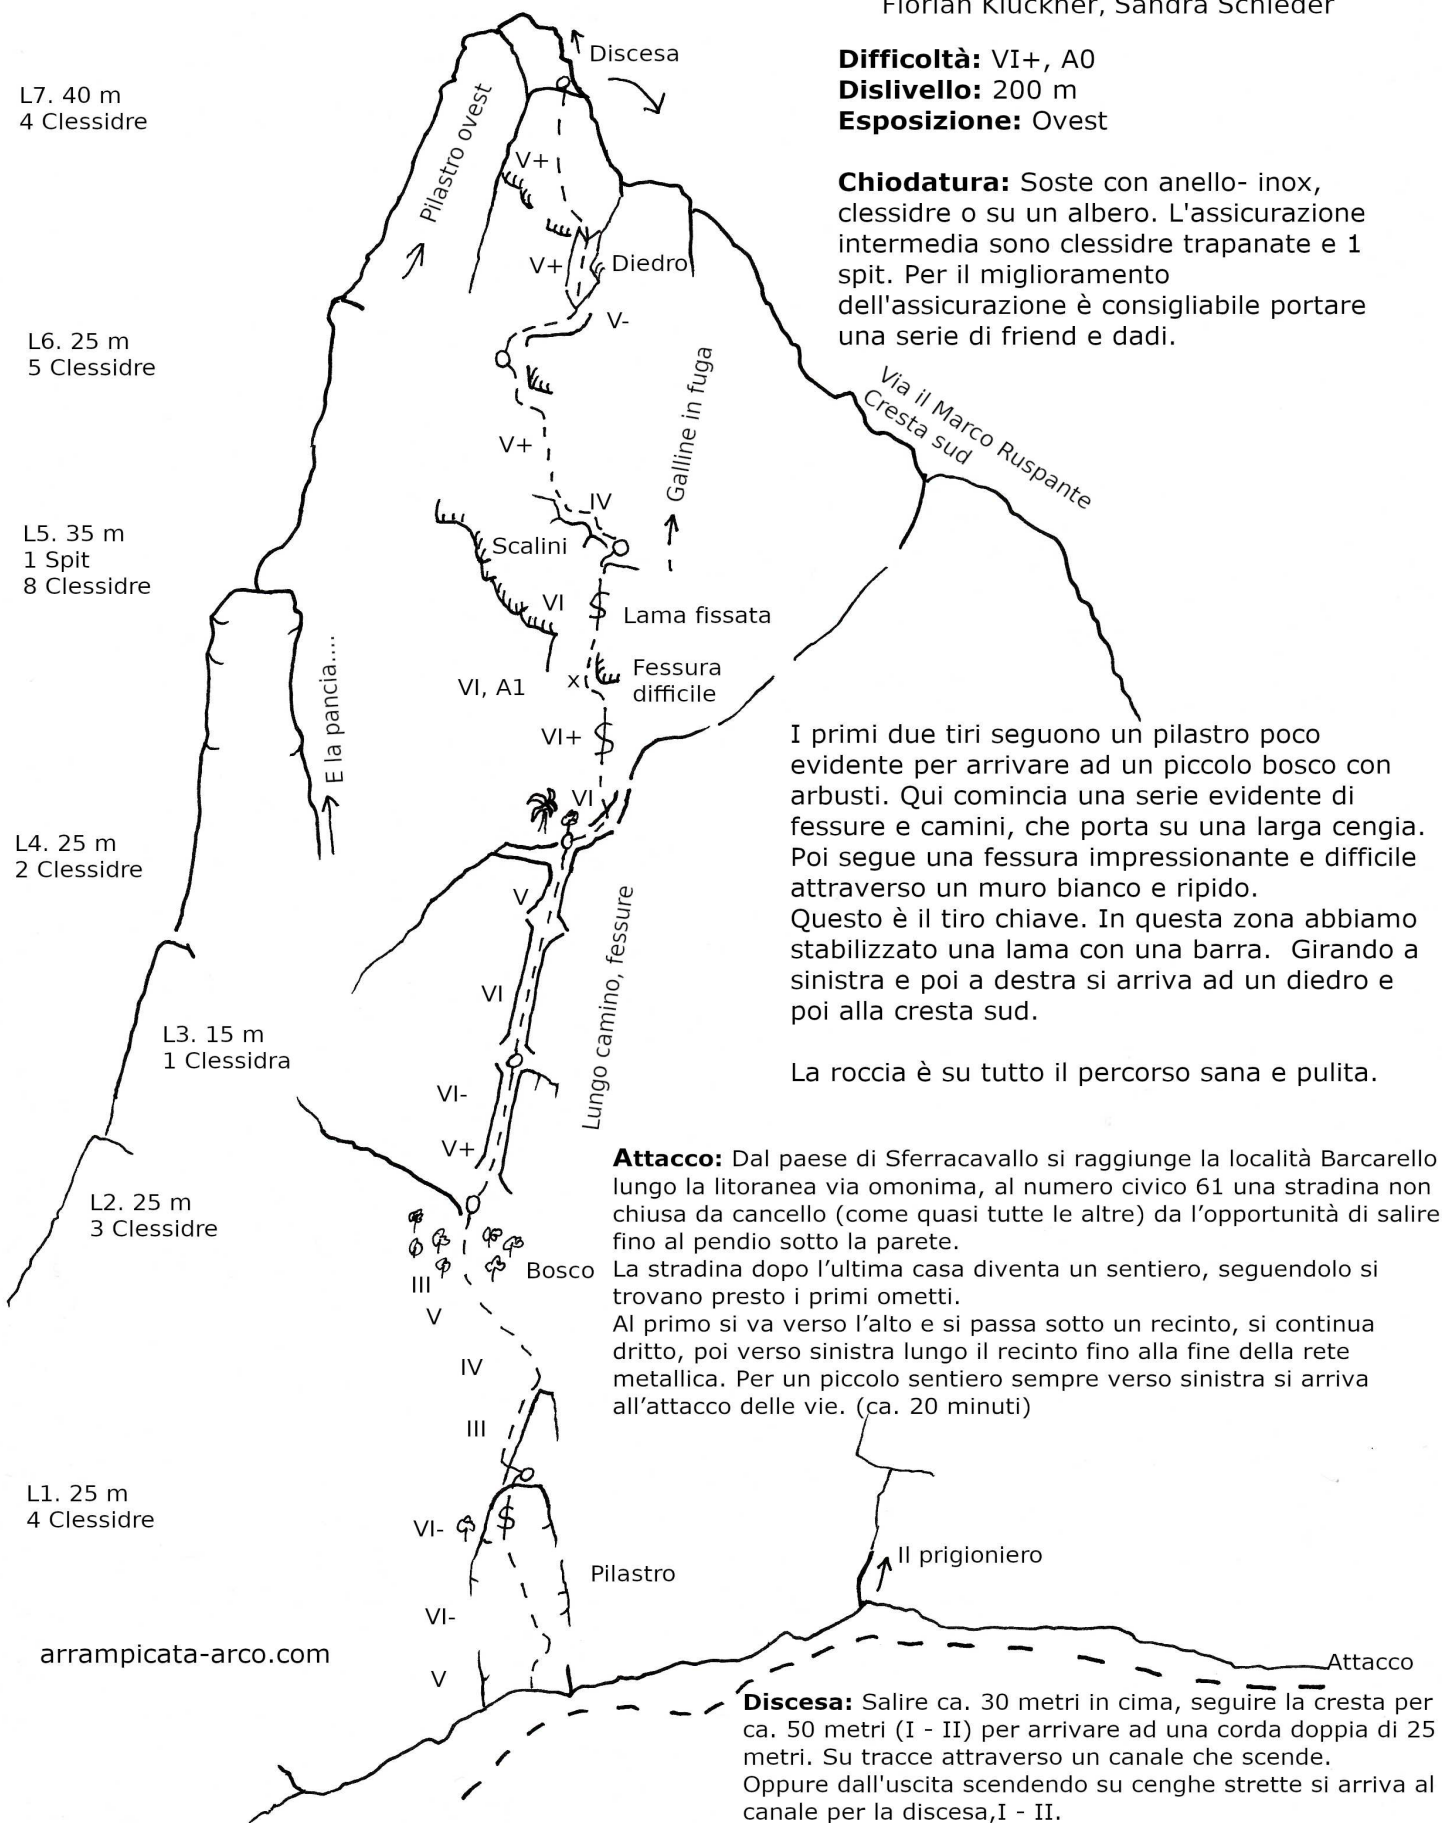 Florian Kluckner, Sandra Schieder
Difficoltà: VI+, A0
Dislivello: 200 m
Esposizione: Ovest
Chiodatura: Soste con anello- inox,
clessidre o su un albero. L'assicurazione
intermedia sono clessidre trapanate e 1
spit. Per il miglioramento
dell'assicurazione è consigliabile portare
una serie di friend e dadi.
Discesa
L7. 40 m
4 Clessidre
Pilastro ovest
V+
V+
Diedro
V-
L6. 25 m
5 Clessidre
Galline in fuga
Via il Marco Ruspante
Cresta sud
V+
IV
L5. 35 m
1 Spit
8 Clessidre
Scalini
VI
Lama fissata
E la pancia....
Fessura
difficile
VI, A1
x
VI+
VI
I primi due tiri seguono un pilastro poco
evidente per arrivare ad un piccolo bosco con
arbusti. Qui comincia una serie evidente di
fessure e camini, che porta su una larga cengia.
Poi segue una fessura impressionante e difficile
attraverso un muro bianco e ripido.
Questo è il tiro chiave. In questa zona abbiamo
stabilizzato una lama con una barra.  Girando a
sinistra e poi a destra si arriva ad un diedro e
poi alla cresta sud.
La roccia è su tutto il percorso sana e pulita.
L4. 25 m
2 Clessidre
V
Lungo camino, fessure
VI
L3. 15 m
1 Clessidra
VI-
V+
L2. 25 m
3 Clessidre
Bosco
III
V
IV
III
Attacco: Dal paese di Sferracavallo si raggiunge la località Barcarello
lungo la litoranea via omonima, al numero civico 61 una stradina non
chiusa da cancello (come quasi tutte le altre) da l’opportunità di salire
fino al pendio sotto la parete.
La stradina dopo l’ultima casa diventa un sentiero, seguendolo si
trovano presto i primi ometti.
Al primo si va verso l’alto e si passa sotto un recinto, si continua
dritto, poi verso sinistra lungo il recinto fino alla fine della rete
metallica. Per un piccolo sentiero sempre verso sinistra si arriva
all’attacco delle vie. (ca. 20 minuti)
L1. 25 m
4 Clessidre
VI-
Pilastro
Il prigioniero
VI-
V
arrampicata-arco.com
Attacco
Discesa: Salire ca. 30 metri in cima, seguire la cresta per
ca. 50 metri (I - II) per arrivare ad una corda doppia di 25
metri. Su tracce attraverso un canale che scende.
Oppure dall'uscita scendendo su cenghe strette si arriva al
canale per la discesa,I - II.